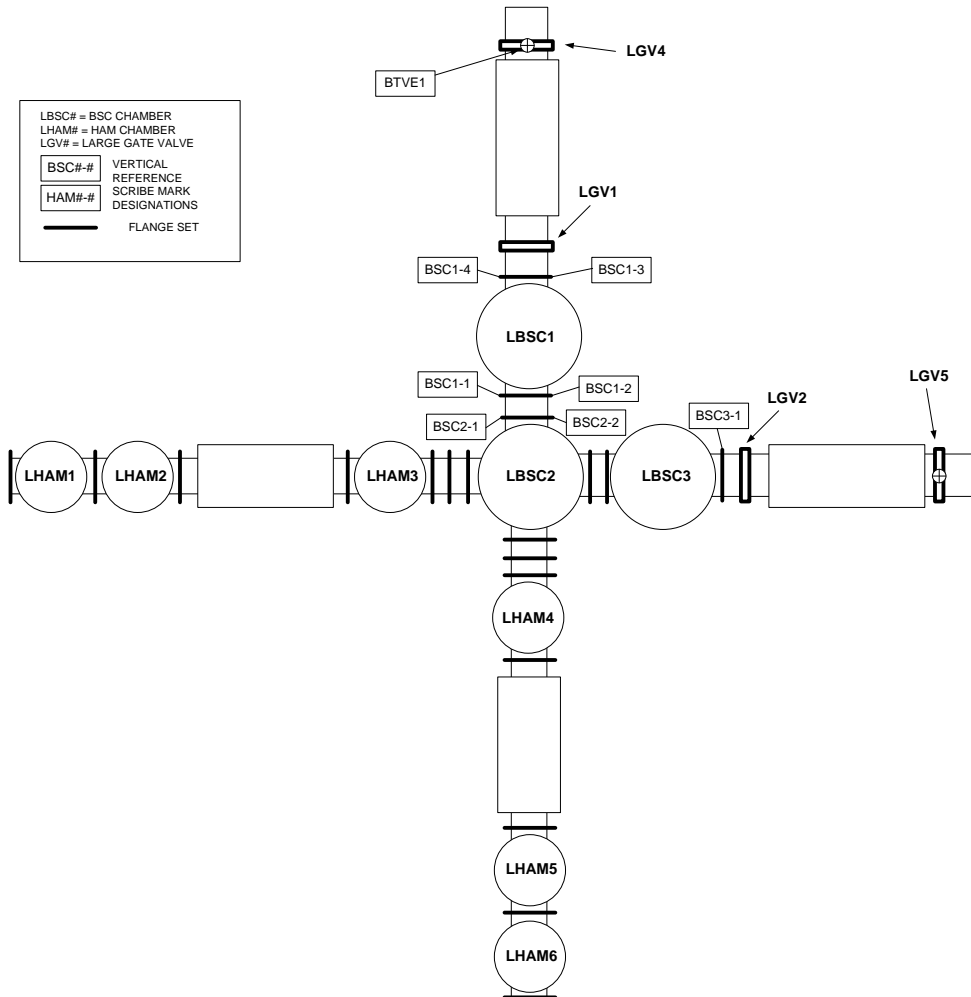 LGV4
BTVE1
LBSC# = BSC CHAMBER
LHAM# = HAM CHAMBER
LGV# = LARGE GATE VALVE
BSC#-#
HAM#-#
VERTICAL
REFERENCE
SCRIBE MARK
DESIGNATIONS
FLANGE SET
LGV1
BSC1-4
BSC1-3
LBSC1
BSC1-1
BSC1-2
BSC2-1
BSC2-2
BSC3-1
LGV2
LGV5
LHAM1
LHAM2
LHAM3
LBSC2
LBSC3
LHAM4
LHAM5
LHAM6